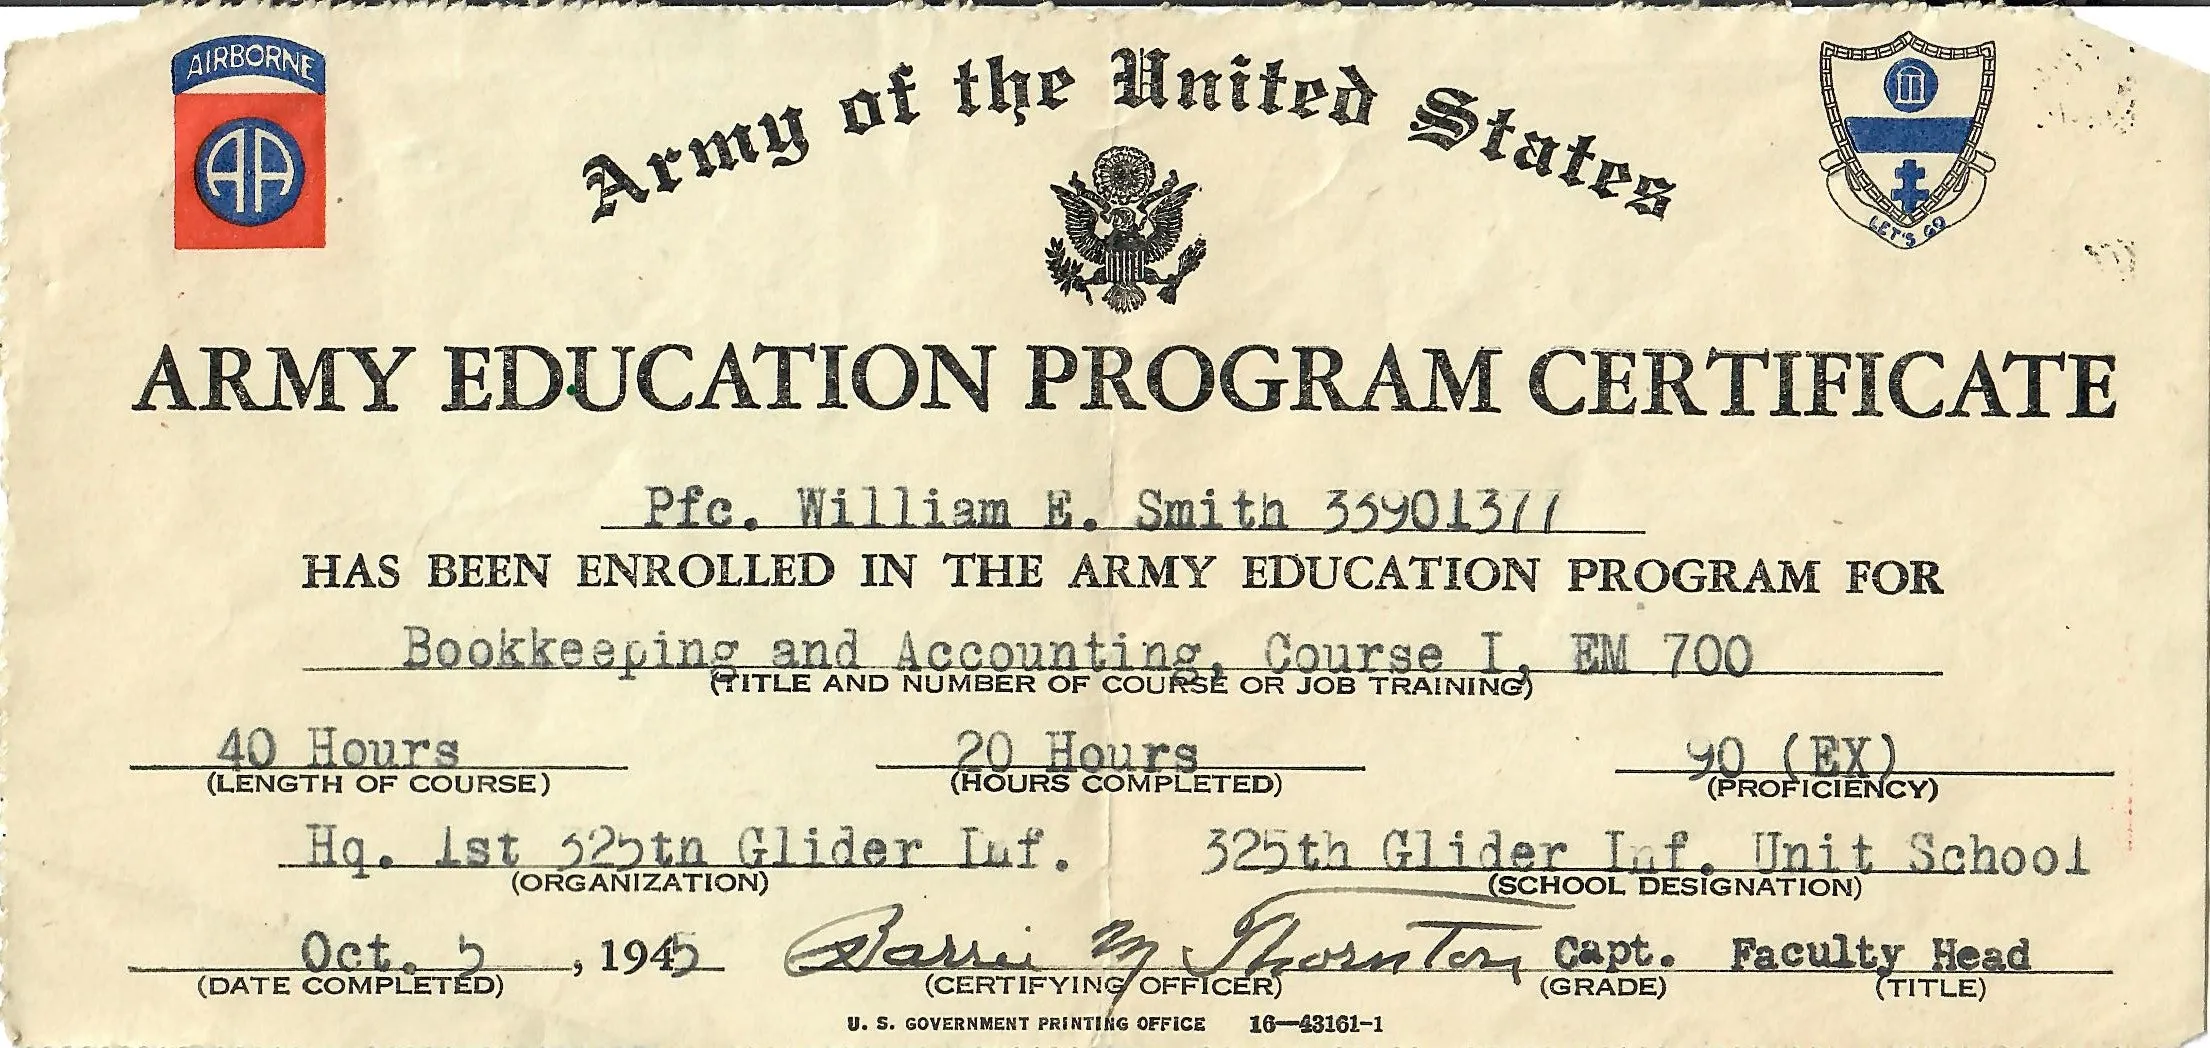 AIRBORNE
AA
Army of the United States
LET'S GO
ARMY EDUCATION PROGRAM CERTIFICATE
Pfc. William E. Smith 33901377
HAS BEEN ENROLLED IN THE ARMY EDUCATION PROGRAM FOR
Bookkeeping and Accounting, Course I, EM 700
(TITLE AND NUMBER OF COURSE OR JOB TRAINING)
40 Hours 20 Hours 90 (EX)
(LENGTH OF COURSE) (HOURS COMPLETED) (PROFICIENCY)
Hq. 1st 325th Glider Inf. 325th Glider Inf. Unit School
(ORGANIZATION) (SCHOOL DESIGNATION)
Oct. 5, 1945 Barrie M Thornton Capt. Faculty Head
(DATE COMPLETED) (CERTIFYING OFFICER) (GRADE) (TITLE)
U. S. GOVERNMENT PRINTING OFFICE 16—43161-1